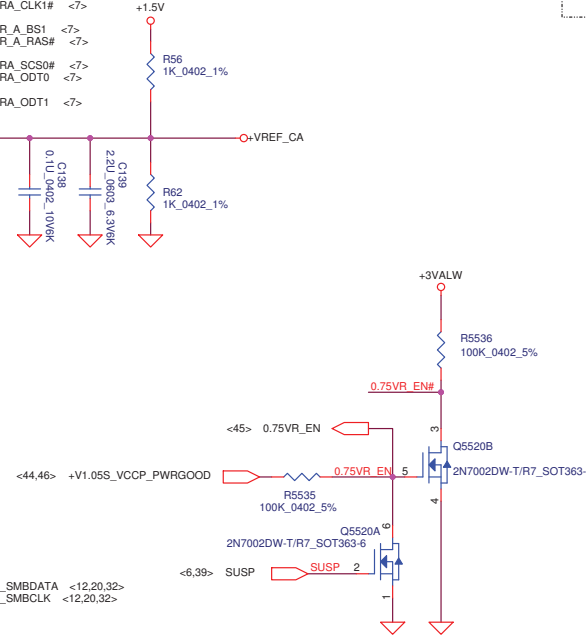 RA_CLK1# <7>
+1.5V
R_A_BS1 <7>
R_A_RAS# <7>
R56
1K_0402_1%
RA_SCS0# <7>
RA_ODT0 <7>
RA_ODT1 <7>
+VREF_CA
C138
0.1U_0402_10V6K
C139
2.2U_0603_6.3V6K
R62
1K_0402_1%
+3VALW
R5536
100K_0402_5%
0.75VR_EN#
<45> 0.75VR_EN
3
Q5520B
2N7002DW-T/R7_SOT363-
<44,46> +V1.05S_VCCP_PWRGOOD
0.75VR_EN
5
4
R5535
100K_0402_5%
6
Q5520A
2N7002DW-T/R7_SOT363-6
<6,39> SUSP
SUSP
2
1
_SMBDATA <12,20,32>
_SMBCLK <12,20,32>